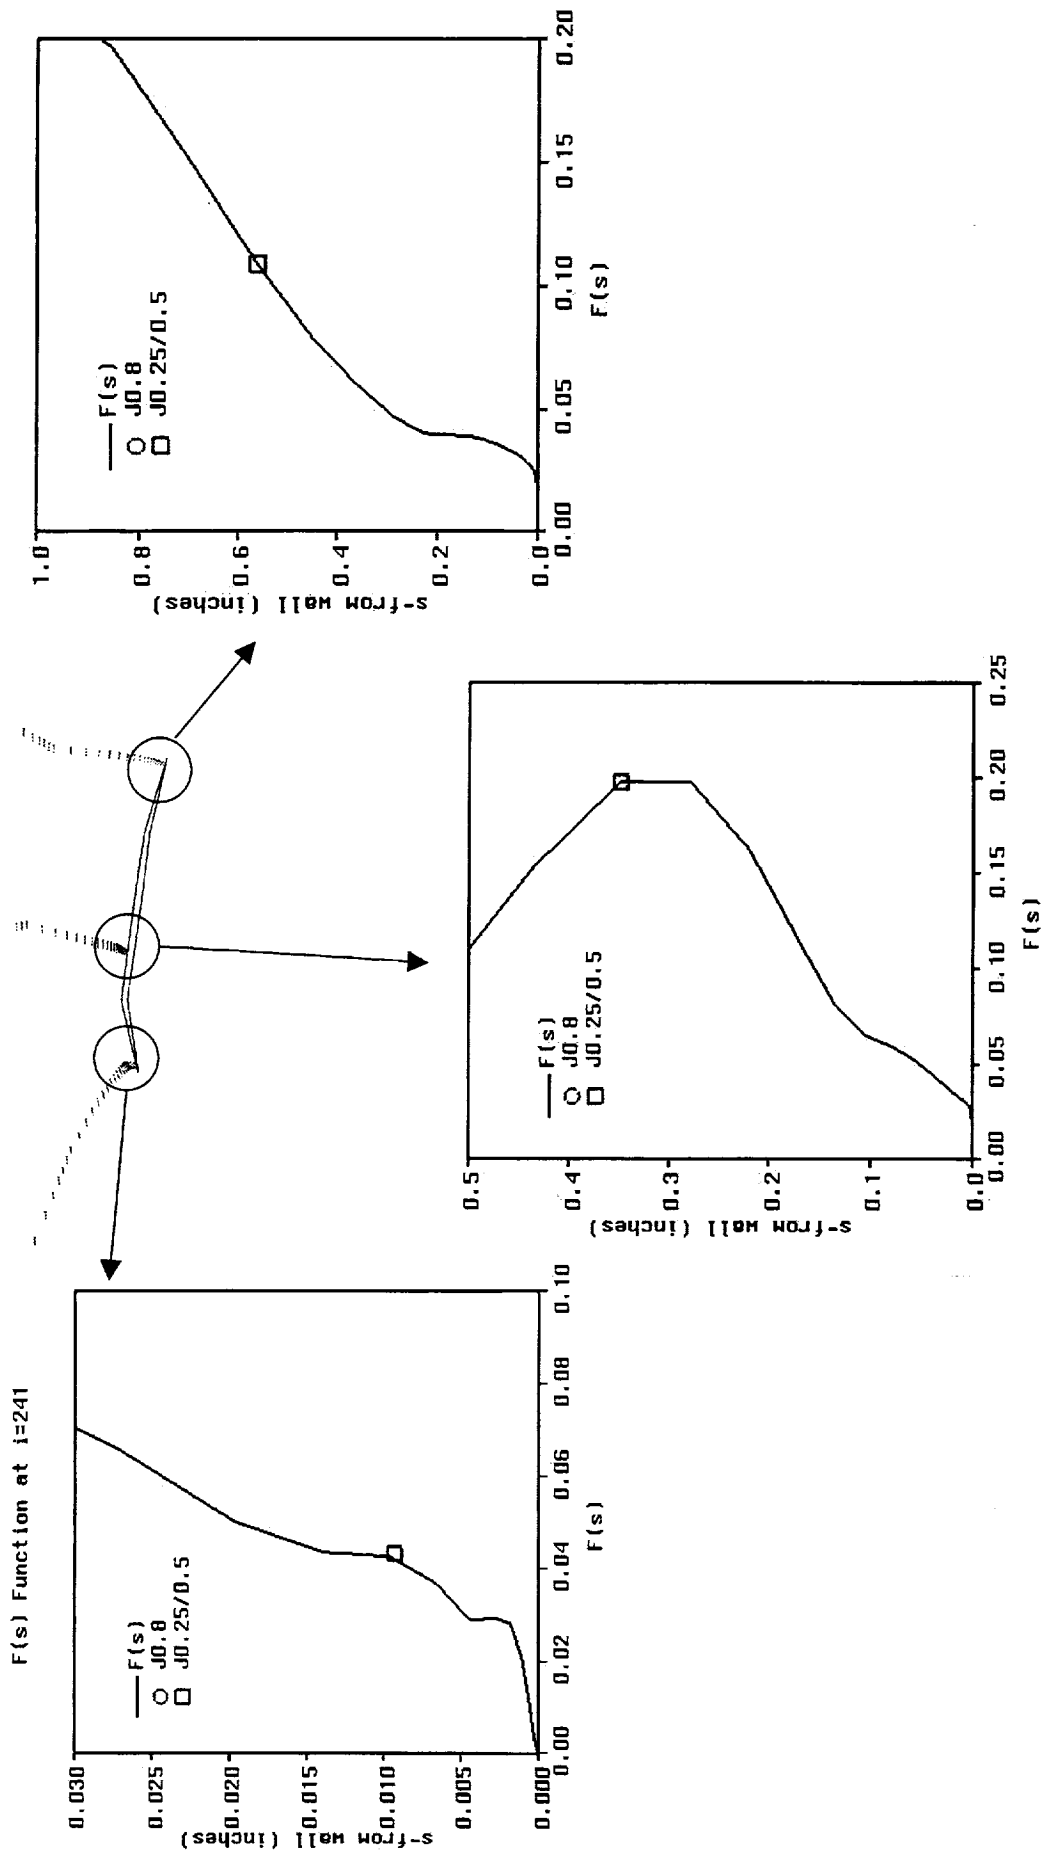 F(s) Function at i=241
s-from wall (inches)
0.030
0.025
0.020
0.015
0.010
0.005
0.000
F(s)
J0.8
J0.25/0.5
0.00
0.02
0.04
0.06
0.08
0.10
F(s)
s-from wall (inches)
0.5
0.4
0.3
0.2
0.1
0.0
F(s)
J0.8
J0.25/0.5
0.00
0.05
0.10
0.15
0.20
0.25
F(s)
s-from wall (inches)
1.0
0.8
0.6
0.4
0.2
0.0
F(s)
J0.8
J0.25/0.5
0.00
0.05
0.10
0.15
0.20
F(s)